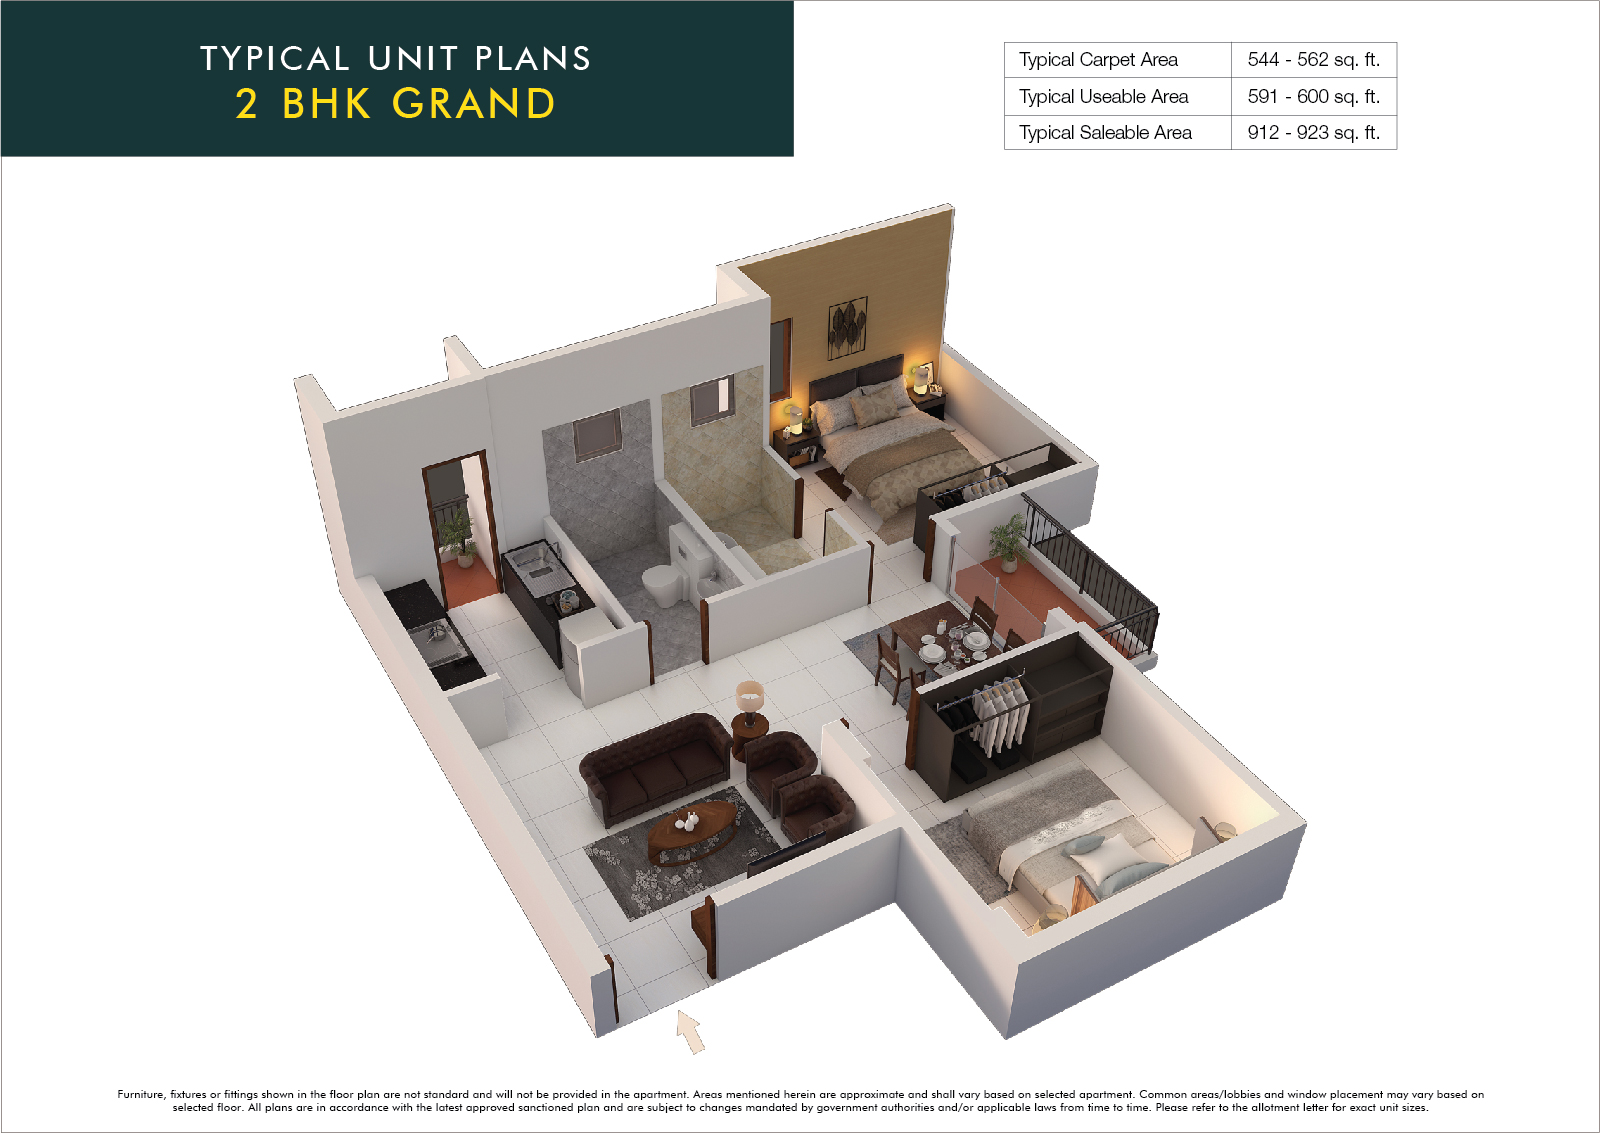 TYPICAL UNIT PLANS
2 BHK GRAND
Typical Carpet Area 544 - 562 sq. ft.
Typical Useable Area 591 - 600 sq. ft.
Typical Saleable Area 912 - 923 sq. ft.
Furniture, fixtures or fittings shown in the floor plan are not standard and will not be provided in the apartment. Areas mentioned herein are approximate and shall vary based on selected apartment. Common areas/lobbies and window placement may vary based on
selected floor. All plans are in accordance with the latest approved sanctioned plan and are subject to changes mandated by government authorities and/or applicable laws from time to time. Please refer to the allotment letter for exact unit sizes.